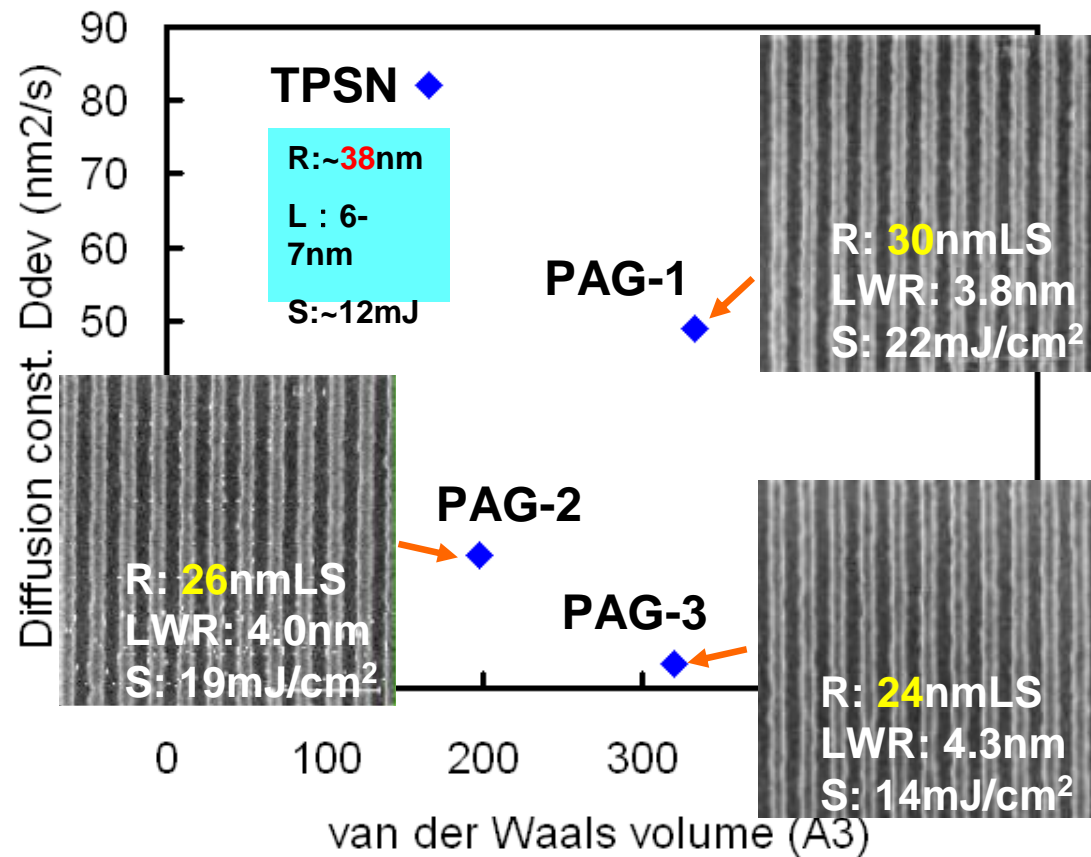 Diffusion const. Ddev (nm2/s)
90
80
70
60
50
TPSN
R:~38nm
L : 6-
7nm
S:~12mJ
PAG-1
R: 30nmLS
LWR: 3.8nm
S: 22mJ/cm²
PAG-2
R: 26nmLS
LWR: 4.0nm
S: 19mJ/cm²
PAG-3
R: 24nmLS
LWR: 4.3nm
S: 14mJ/cm²
0 100 200 300
van der Waals volume (A3)